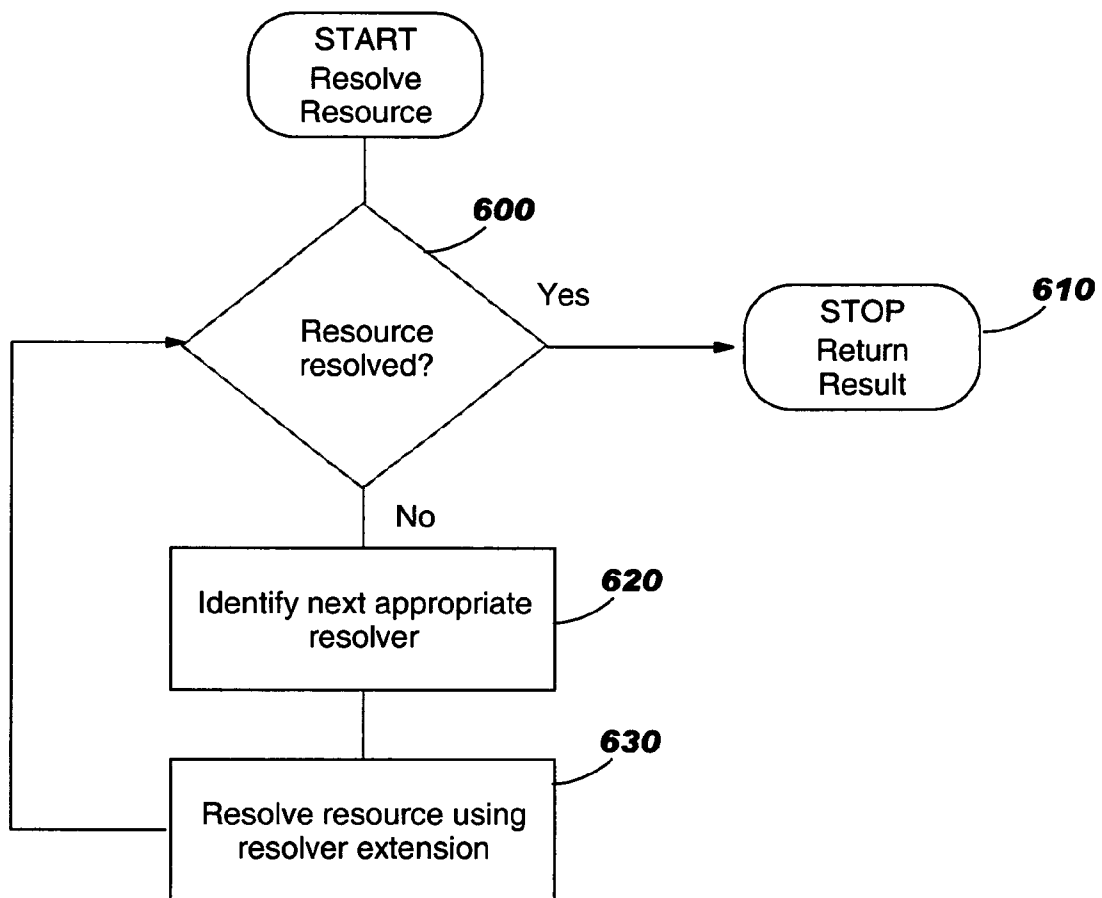 START
Resolve
Resource
600
Yes
Resource
resolved?
610
STOP
Return
Result
No
620
Identify next appropriate
resolver
630
Resolve resource using
resolver extension